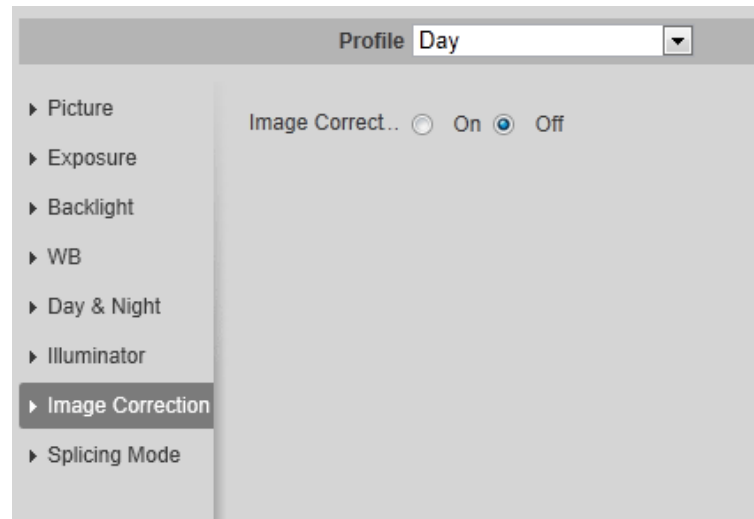 Profile Day
Picture
Image Correct.. On Off
Exposure
Backlight
WB
Day & Night
Illuminator
Image Correction
Splicing Mode